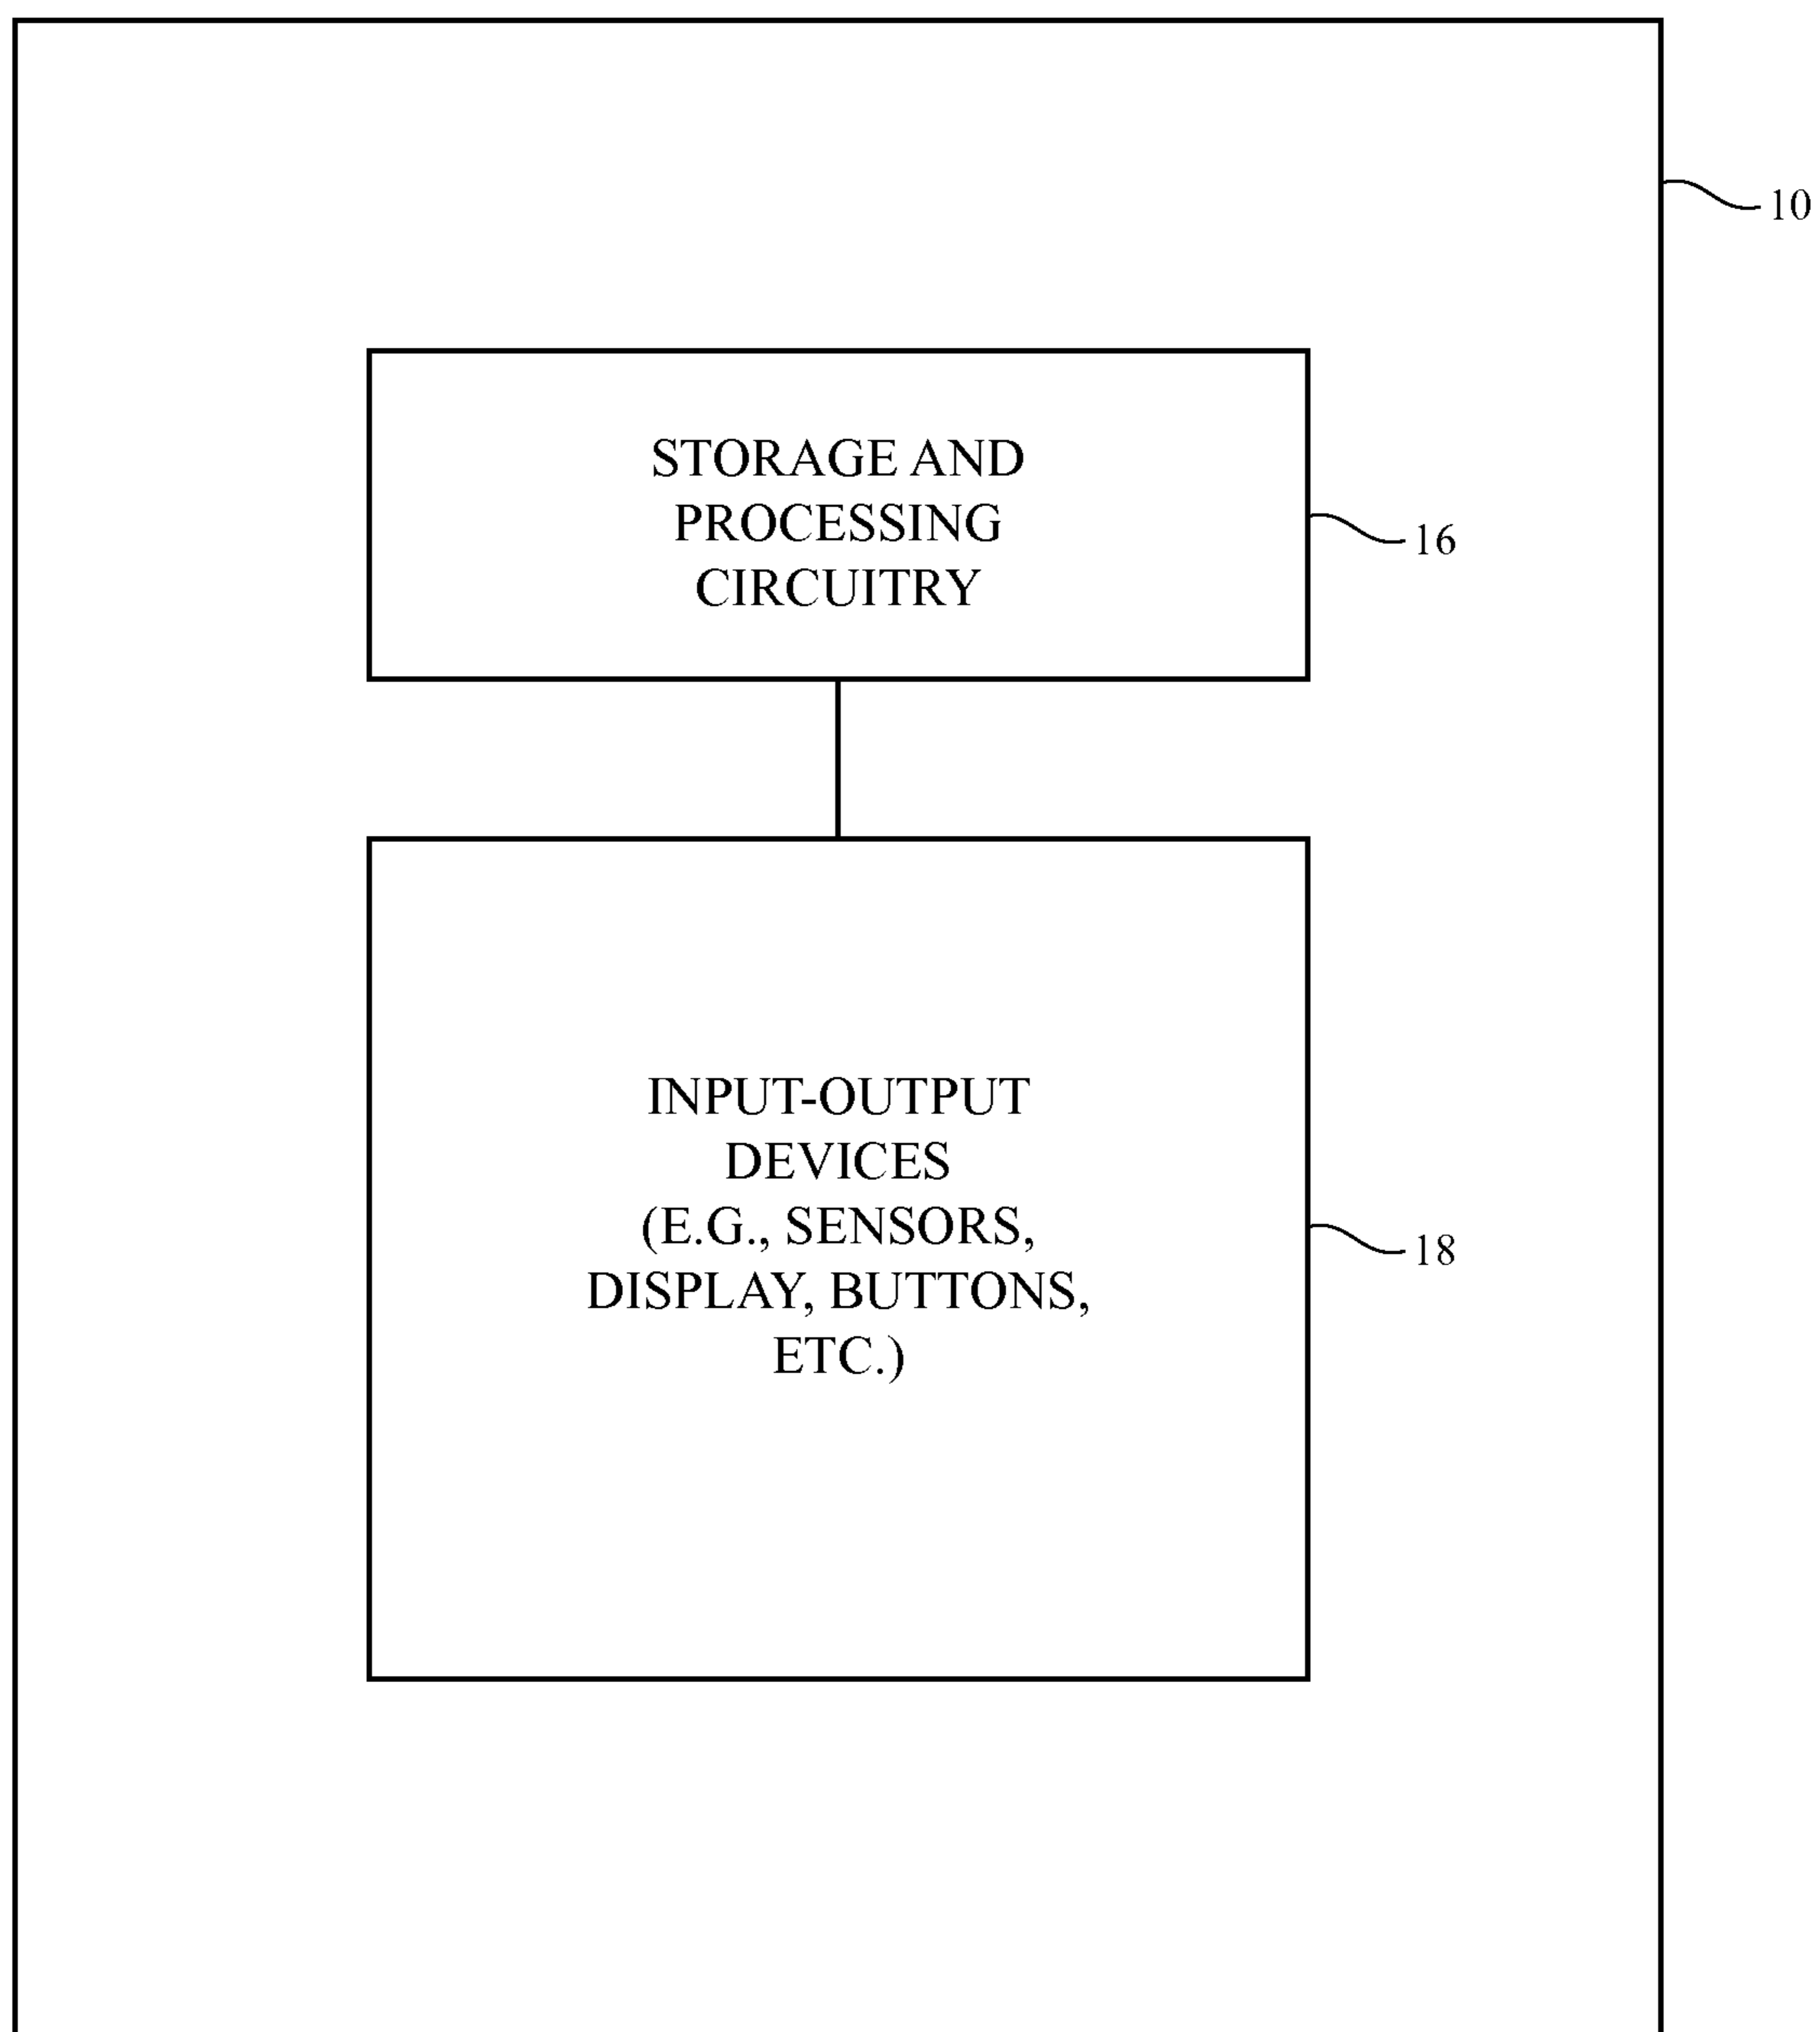 10
STORAGE AND
PROCESSING
CIRCUITRY
16
INPUT-OUTPUT
DEVICES
(E.G., SENSORS,
DISPLAY, BUTTONS,
ETC.)
18